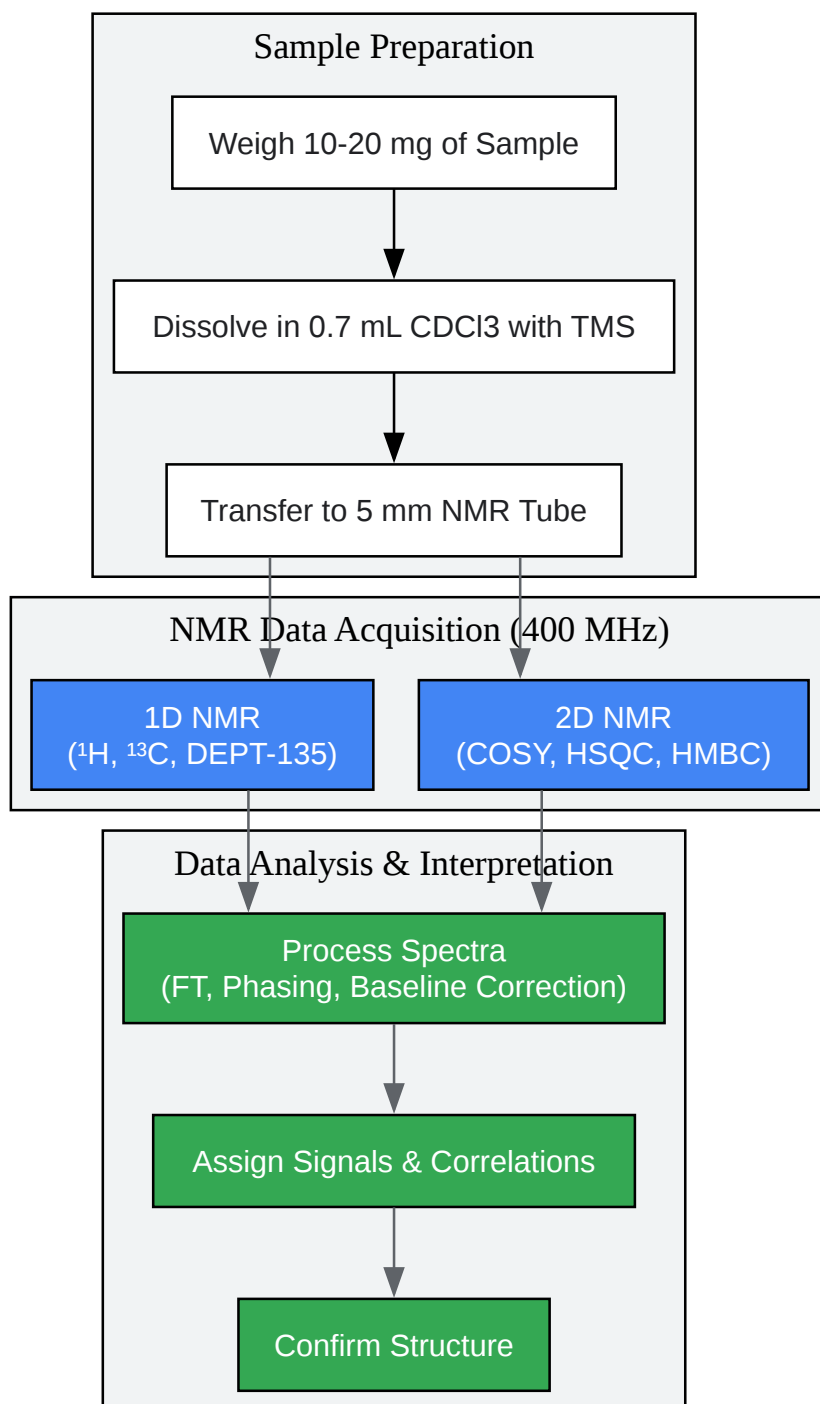 Sample Preparation
Weigh 10-20 mg of Sample
Dissolve in 0.7 mL CDCl3 with TMS
Transfer to 5 mm NMR Tube
NMR Data Acquisition (400 MHz)
1D NMR
(¹H, ¹³C, DEPT-135)
2D NMR
(COSY, HSQC, HMBC)
Data Analysis & Interpretation
Process Spectra
(FT, Phasing, Baseline Correction)
Assign Signals & Correlations
Confirm Structure